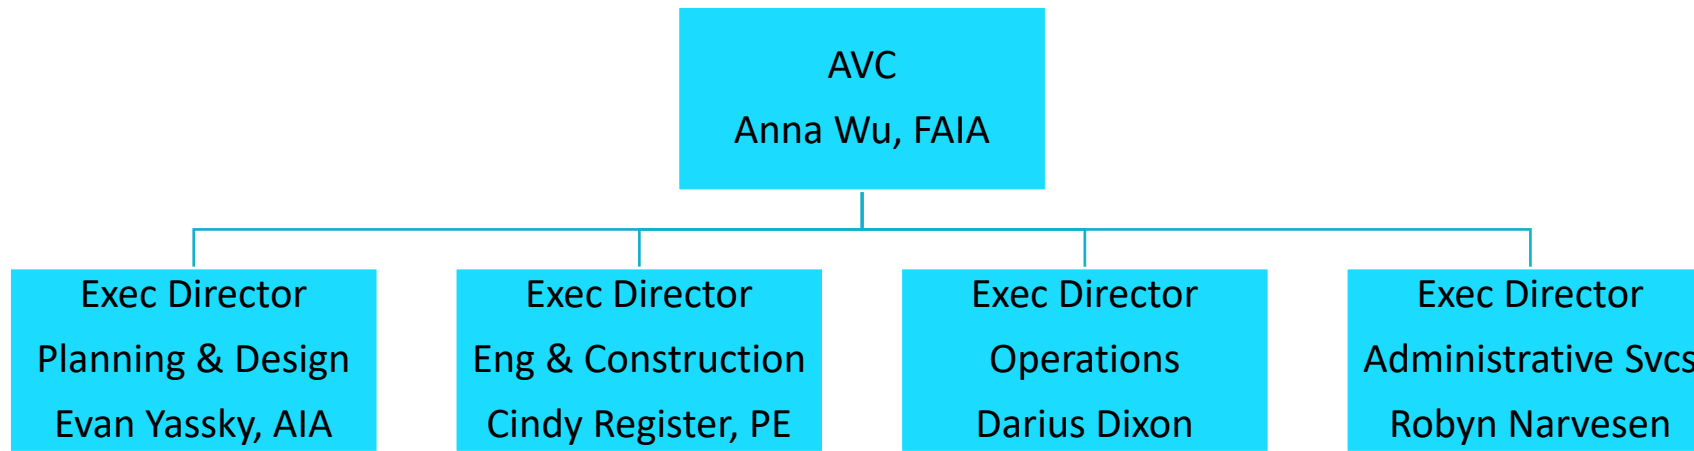 AVC
Anna Wu, FAIA
Exec Director
Planning & Design
Evan Yassky, AIA
Exec Director
Eng & Construction
Cindy Register, PE
Exec Director
Operations
Darius Dixon
Exec Director
Administrative Svcs
Robyn Narvesen